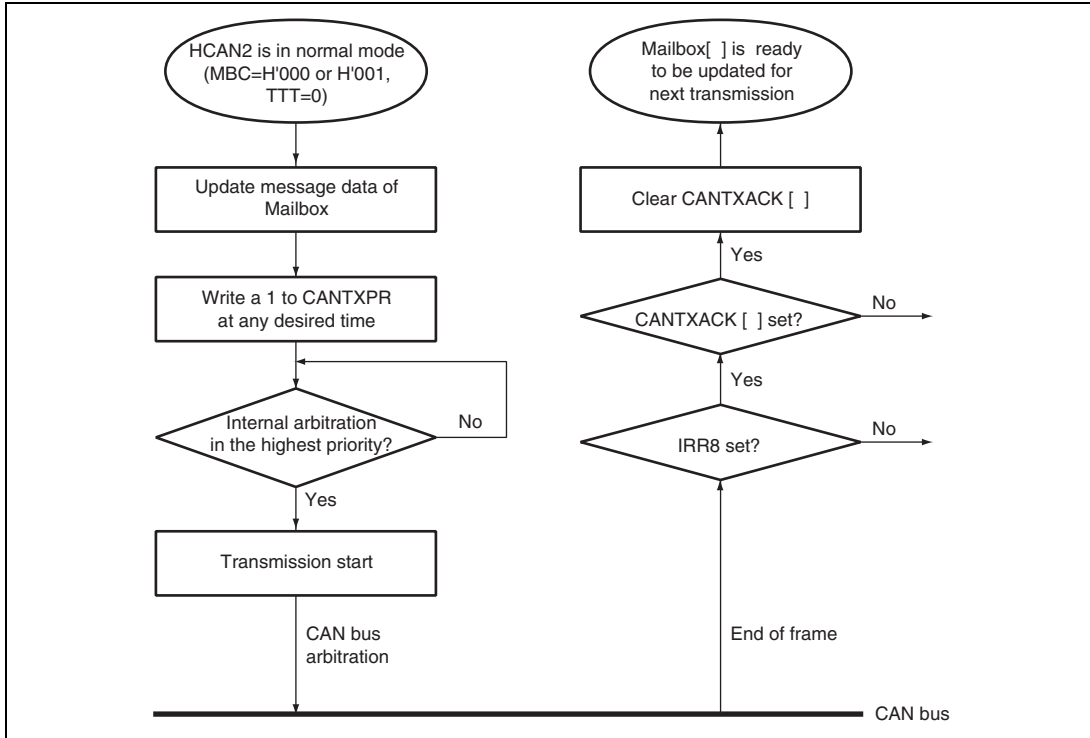 HCAN2 is in normal mode
(MBC=H'000 or H'001,
TTT=0)
Update message data of
Mailbox
Write a 1 to CANTXPR
at any desired time
Internal arbitration
in the highest priority?
No
Yes
Transmission start
CAN bus
arbitration
Mailbox[ ] is ready
to be updated for
next transmission
Clear CANTXACK [ ]
Yes
CANTXACK [ ] set?
No
Yes
IRR8 set?
No
End of frame
CAN bus